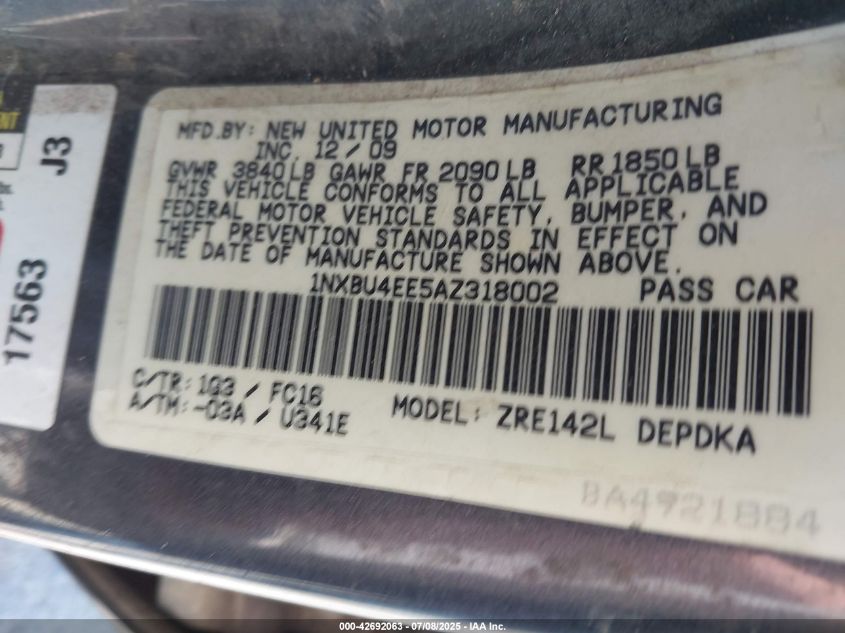 MFD.BY: NEW UNITED MOTOR MANUFACTURING
INC. 12/09
GVWR 3840LB GAWR FR 2090LB RR1850LB
THIS VEHICLE CONFORMS TO ALL APPLICABLE
FEDERAL MOTOR VEHICLE SAFETY, BUMPER, AND
THEFT PREVENTION STANDARDS IN EFFECT ON
THE DATE OF MANUFACTURE SHOWN ABOVE.
1NXBU4EE5AZ318002 PASS CAR
C/TR: 1G3 / FC16
A/TM: -03A / U341E
MODEL: ZRE142L DEPDKA
BA4921884
J3
17563
000-42692063 - 07/08/2025 - IAA Inc.